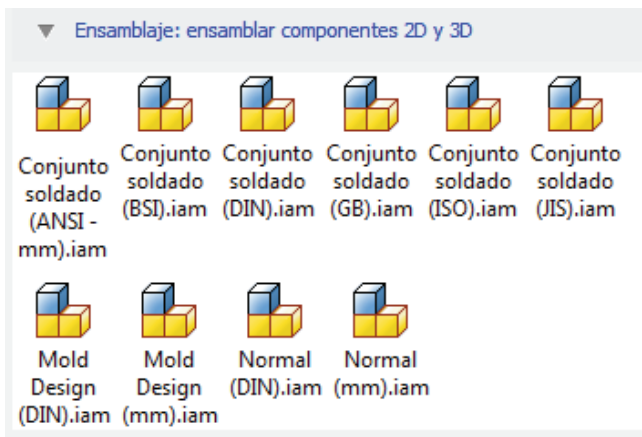 Ensamblaje: ensamblar componentes 2D y 3D
Conjunto soldado (ANSI - mm).iam
Conjunto soldado (BSI).iam
Conjunto soldado (DIN).iam
Conjunto soldado (GB).iam
Conjunto soldado (ISO).iam
Conjunto soldado (JIS).iam
Mold Design (DIN).iam
Mold Design (mm).iam
Normal (DIN).iam
Normal (mm).iam